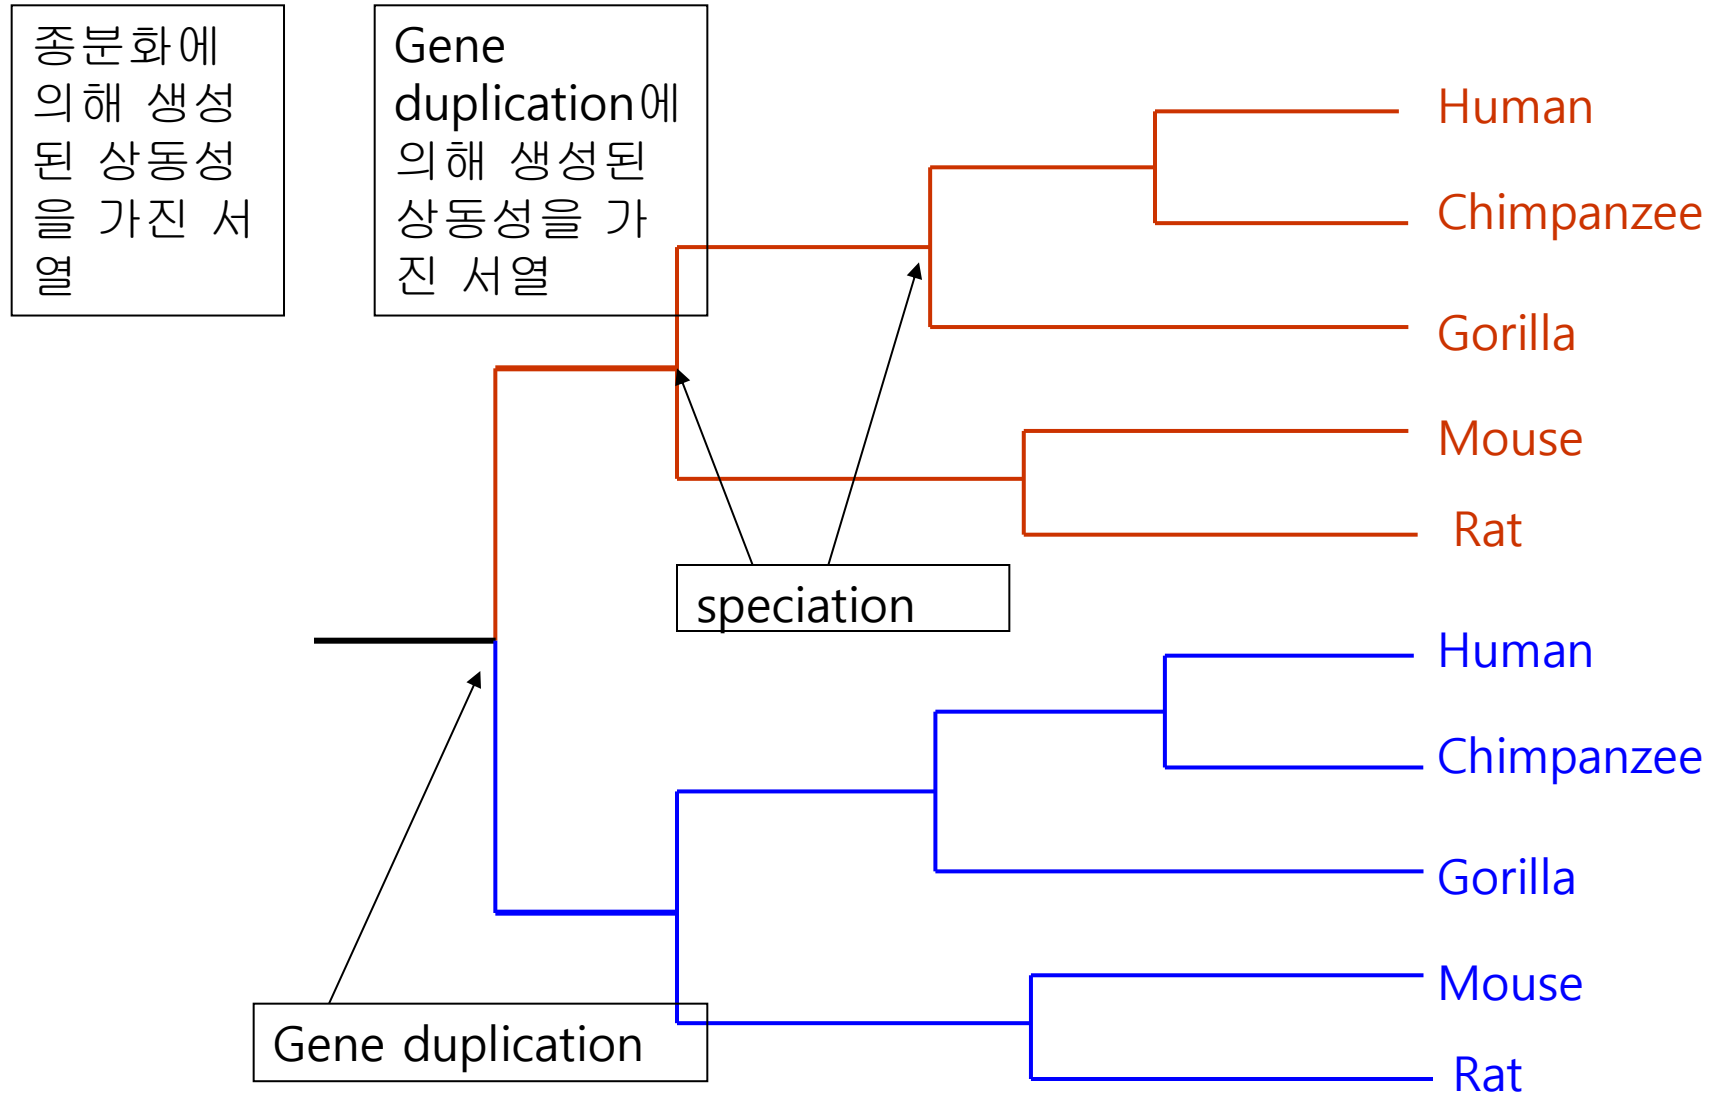 종분화에
의해 생성
된 상동성
을 가진 서
열
Gene
duplication에
의해 생성된
상동성을 가
진 서열
Human
Chimpanzee
Gorilla
Mouse
Rat
speciation
Human
Chimpanzee
Gorilla
Mouse
Gene duplication
Rat